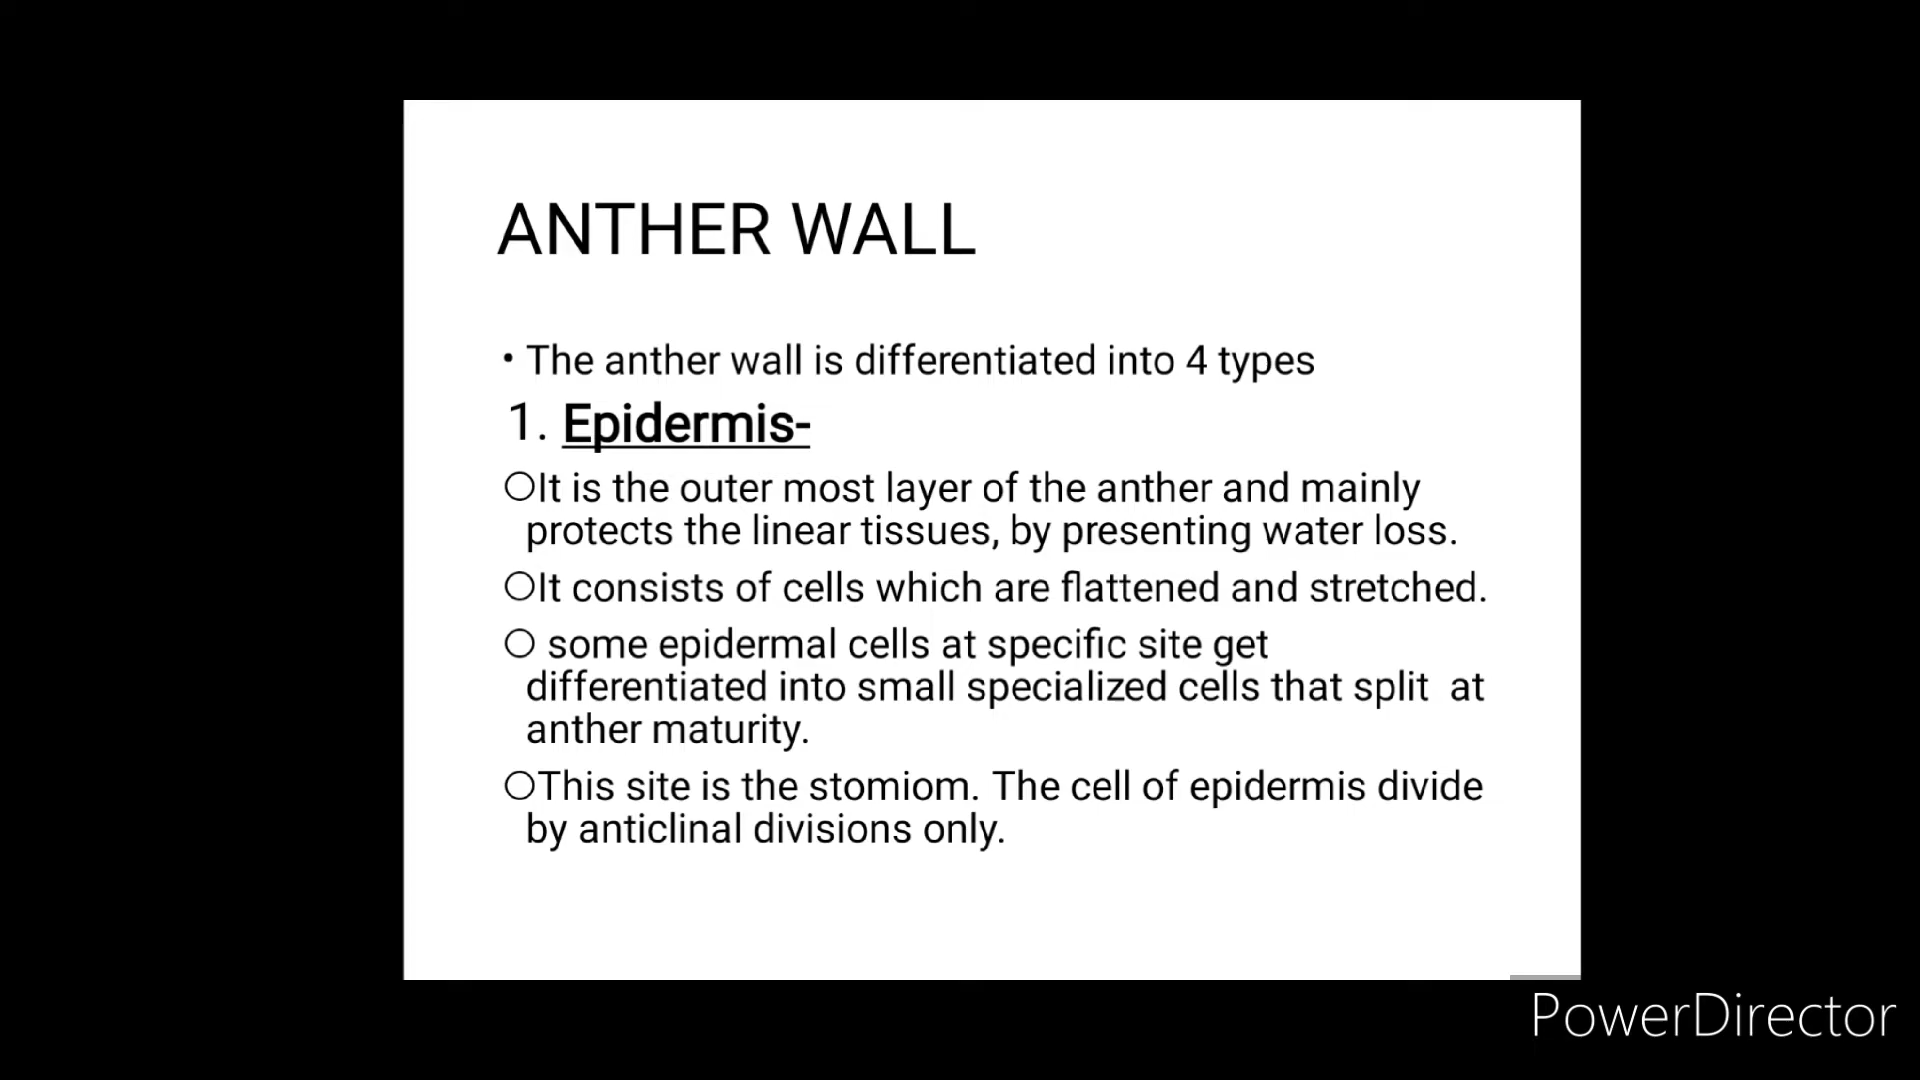 ANTHER WALL
• The anther wall is differentiated into 4 types
1. Epidermis-
○It is the outer most layer of the anther and mainly
protects the linear tissues, by presenting water loss.
○It consists of cells which are flattened and stretched.
○ some epidermal cells at specific site get
differentiated into small specialized cells that split at
anther maturity.
○This site is the stomiom. The cell of epidermis divide
by anticlinal divisions only.
PowerDirector